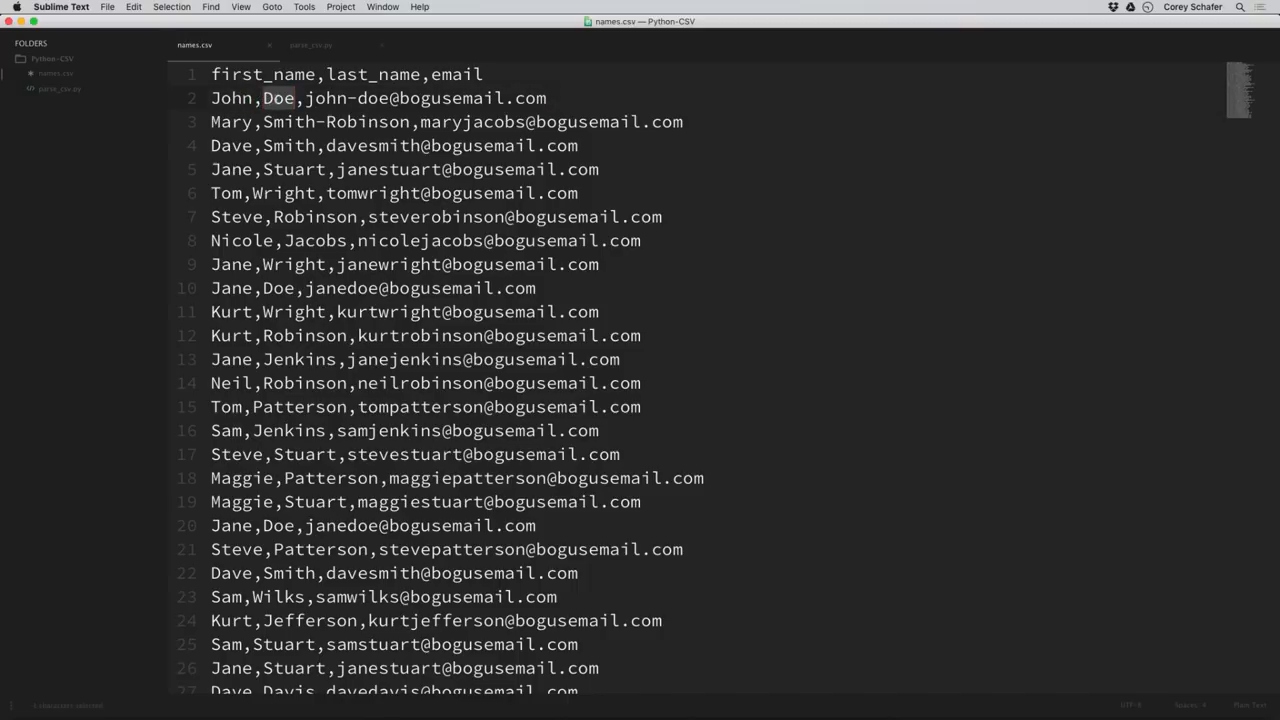 Sublime Text File Edit Selection Find View Goto Tools Project Window Help Corey Schafer
names.csv — Python-CSV
FOLDERS
Python-CSV
names.csv
parse_csv.py
names.csv parse_csv.py
1 first_name,last_name,email
2 John,Doe,john-doe@bogusemail.com
3 Mary,Smith-Robinson,maryjacobs@bogusemail.com
4 Dave,Smith,davesmith@bogusemail.com
5 Jane,Stuart,janestuart@bogusemail.com
6 Tom,Wright,tomwright@bogusemail.com
7 Steve,Robinson,steverobinson@bogusemail.com
8 Nicole,Jacobs,nicolejacobs@bogusemail.com
9 Jane,Wright,janewright@bogusemail.com
10 Jane,Doe,janedoe@bogusemail.com
11 Kurt,Wright,kurtwright@bogusemail.com
12 Kurt,Robinson,kurtrobinson@bogusemail.com
13 Jane,Jenkins,janejenkins@bogusemail.com
14 Neil,Robinson,neilrobinson@bogusemail.com
15 Tom,Patterson,tompatterson@bogusemail.com
16 Sam,Jenkins,samjenkins@bogusemail.com
17 Steve,Stuart,stevestuart@bogusemail.com
18 Maggie,Patterson,maggiepatterson@bogusemail.com
19 Maggie,Stuart,maggiestuart@bogusemail.com
20 Jane,Doe,janedoe@bogusemail.com
21 Steve,Patterson,stevepatterson@bogusemail.com
22 Dave,Smith,davesmith@bogusemail.com
23 Sam,Wilks,samwilks@bogusemail.com
24 Kurt,Jefferson,kurtjefferson@bogusemail.com
25 Sam,Stuart,samstuart@bogusemail.com
26 Jane,Stuart,janestuart@bogusemail.com
27 Dave,Davis,davedavis@bogusemail.com
characters selected UTF-8 Spaces: 4 Plain Text